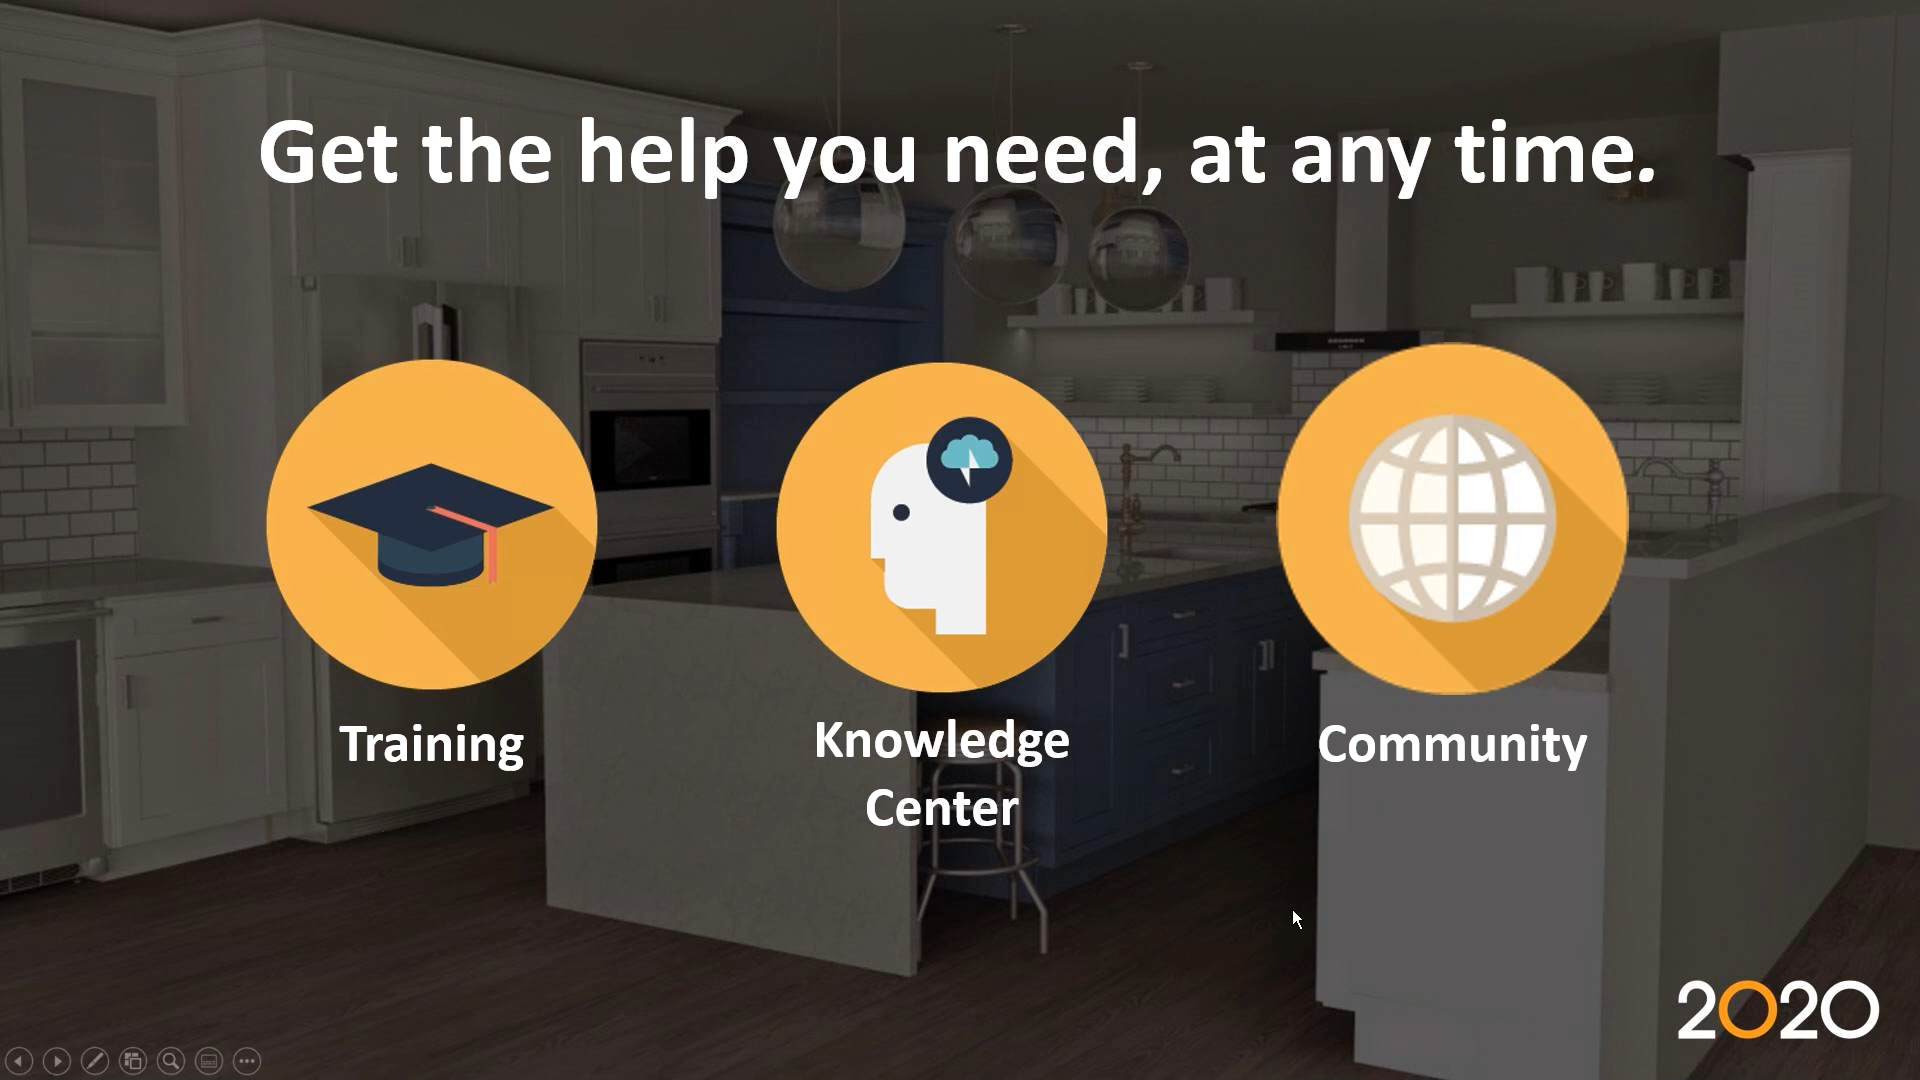 Get the help you need, at any time.
Training
Knowledge
Center
Community
2020